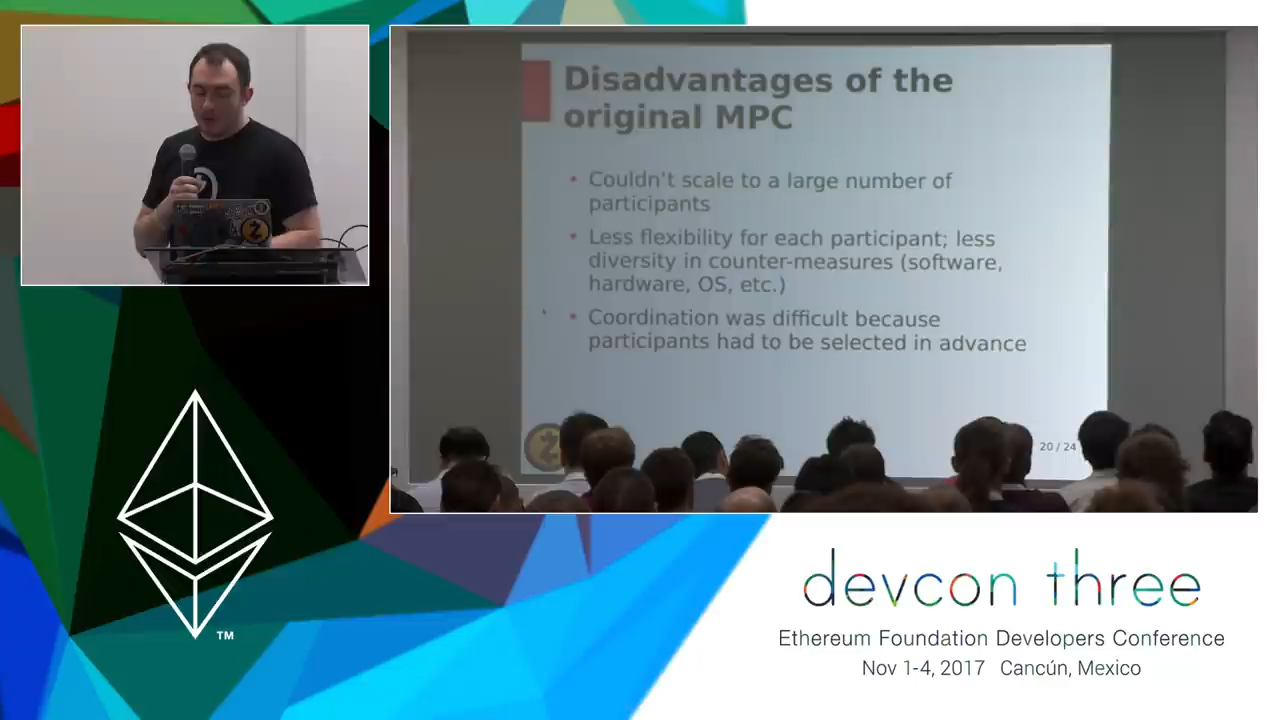 Disadvantages of the
original MPC
• Couldn't scale to a large number of
participants
• Less flexibility for each participant; less
diversity in counter-measures (software,
hardware, OS, etc.)
• Coordination was difficult because
participants had to be selected in advance
20 / 24
TM
devcon three
Ethereum Foundation Developers Conference
Nov 1-4, 2017 Cancún, Mexico